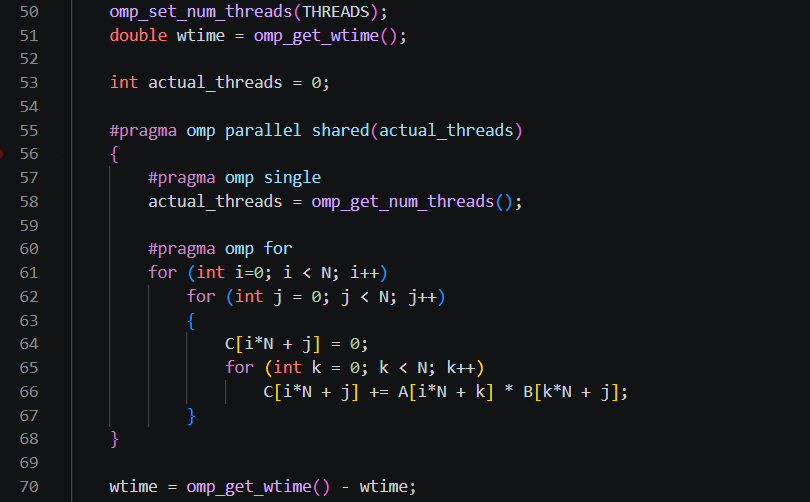 50 omp_set_num_threads(THREADS);
51 double wtime = omp_get_wtime();
52
53 int actual_threads = 0;
54
55 #pragma omp parallel shared(actual_threads)
56 {
57 #pragma omp single
58 actual_threads = omp_get_num_threads();
59
60 #pragma omp for
61 for (int i=0; i < N; i++)
62 for (int j = 0; j < N; j++)
63 {
64 C[i*N + j] = 0;
65 for (int k = 0; k < N; k++)
66 C[i*N + j] += A[i*N + k] * B[k*N + j];
67 }
68 }
69
70 wtime = omp_get_wtime() - wtime;